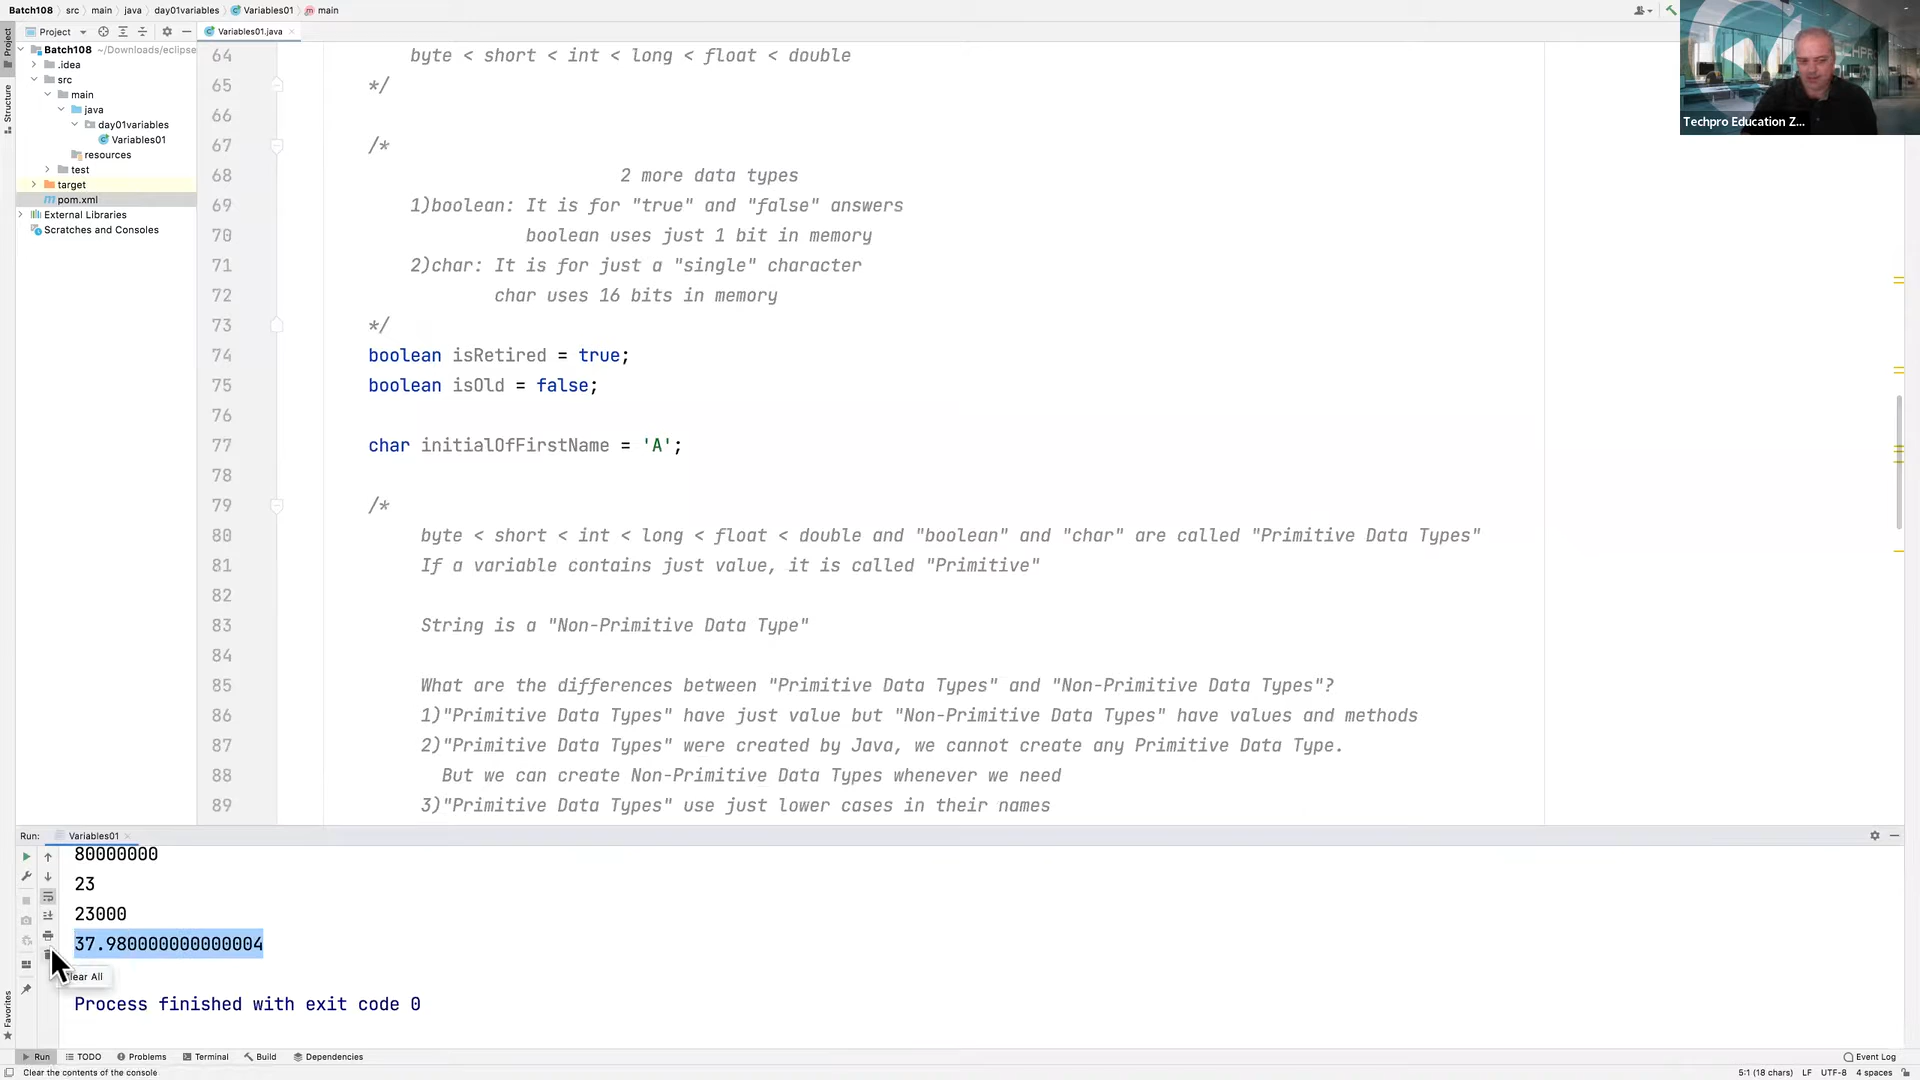 Batch108 src main java day01variables Variables01 main
Project
Variables01.java
Project
Structure
Favorites
Batch108 ~/Downloads/eclipse
.idea
src
main
java
day01variables
Variables01
resources
test
target
pom.xml
External Libraries
Scratches and Consoles
64 byte < short < int < long < float < double
65 */
66
67 /*
68 2 more data types
69 1)boolean: It is for "true" and "false" answers
70 boolean uses just 1 bit in memory
71 2)char: It is for just a "single" character
72 char uses 16 bits in memory
73 */
74 boolean isRetired = true;
75 boolean isOld = false;
76
77 char initialOfFirstName = 'A';
78
79 /*
80 byte < short < int < long < float < double and "boolean" and "char" are called "Primitive Data Types"
81 If a variable contains just value, it is called "Primitive"
82
83 String is a "Non-Primitive Data Type"
84
85 What are the differences between "Primitive Data Types" and "Non-Primitive Data Types"?
86 1)"Primitive Data Types" have just value but "Non-Primitive Data Types" have values and methods
87 2)"Primitive Data Types" were created by Java, we cannot create any Primitive Data Type.
88 But we can create Non-Primitive Data Types whenever we need
89 3)"Primitive Data Types" use just lower cases in their names
Techpro Education Z...
Run: Variables01
80000000
23
23000
37.980000000000004
lear All
Process finished with exit code 0
Run TODO Problems Terminal Build Dependencies Event Log
Clear the contents of the console 5:1 (18 chars) LF UTF-8 4 spaces